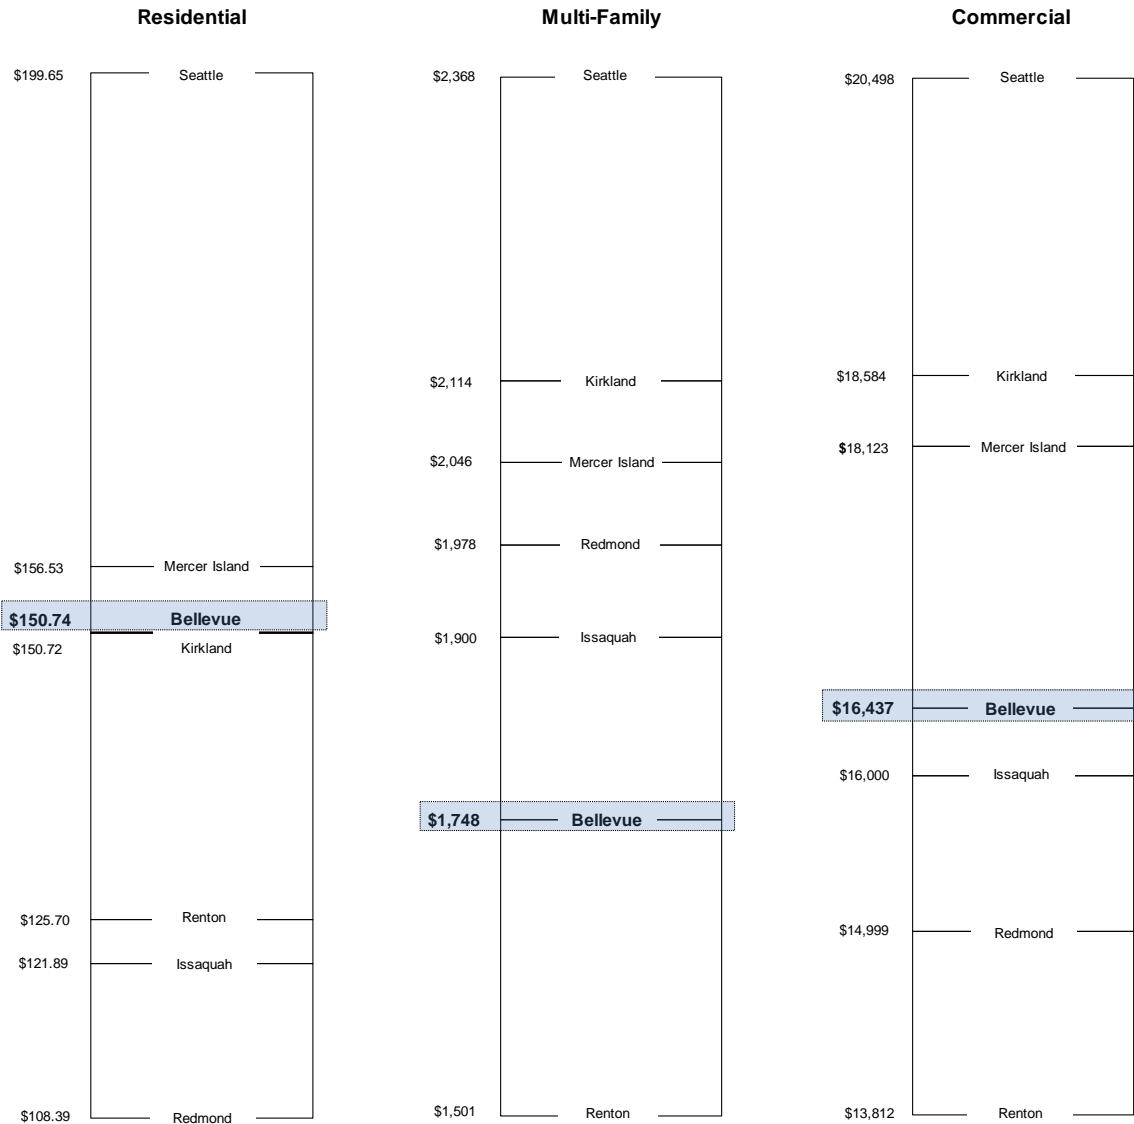 Residential
$199.65 Seattle
$156.53 Mercer Island
$150.74 Bellevue
$150.72 Kirkland
$125.70 Renton
$121.89 Issaquah
$108.39 Redmond
Multi-Family
$2,368 Seattle
$2,114 Kirkland
$2,046 Mercer Island
$1,978 Redmond
$1,900 Issaquah
$1,748 Bellevue
$1,501 Renton
Commercial
$20,498 Seattle
$18,584 Kirkland
$18,123 Mercer Island
$16,437 Bellevue
$16,000 Issaquah
$14,999 Redmond
$13,812 Renton